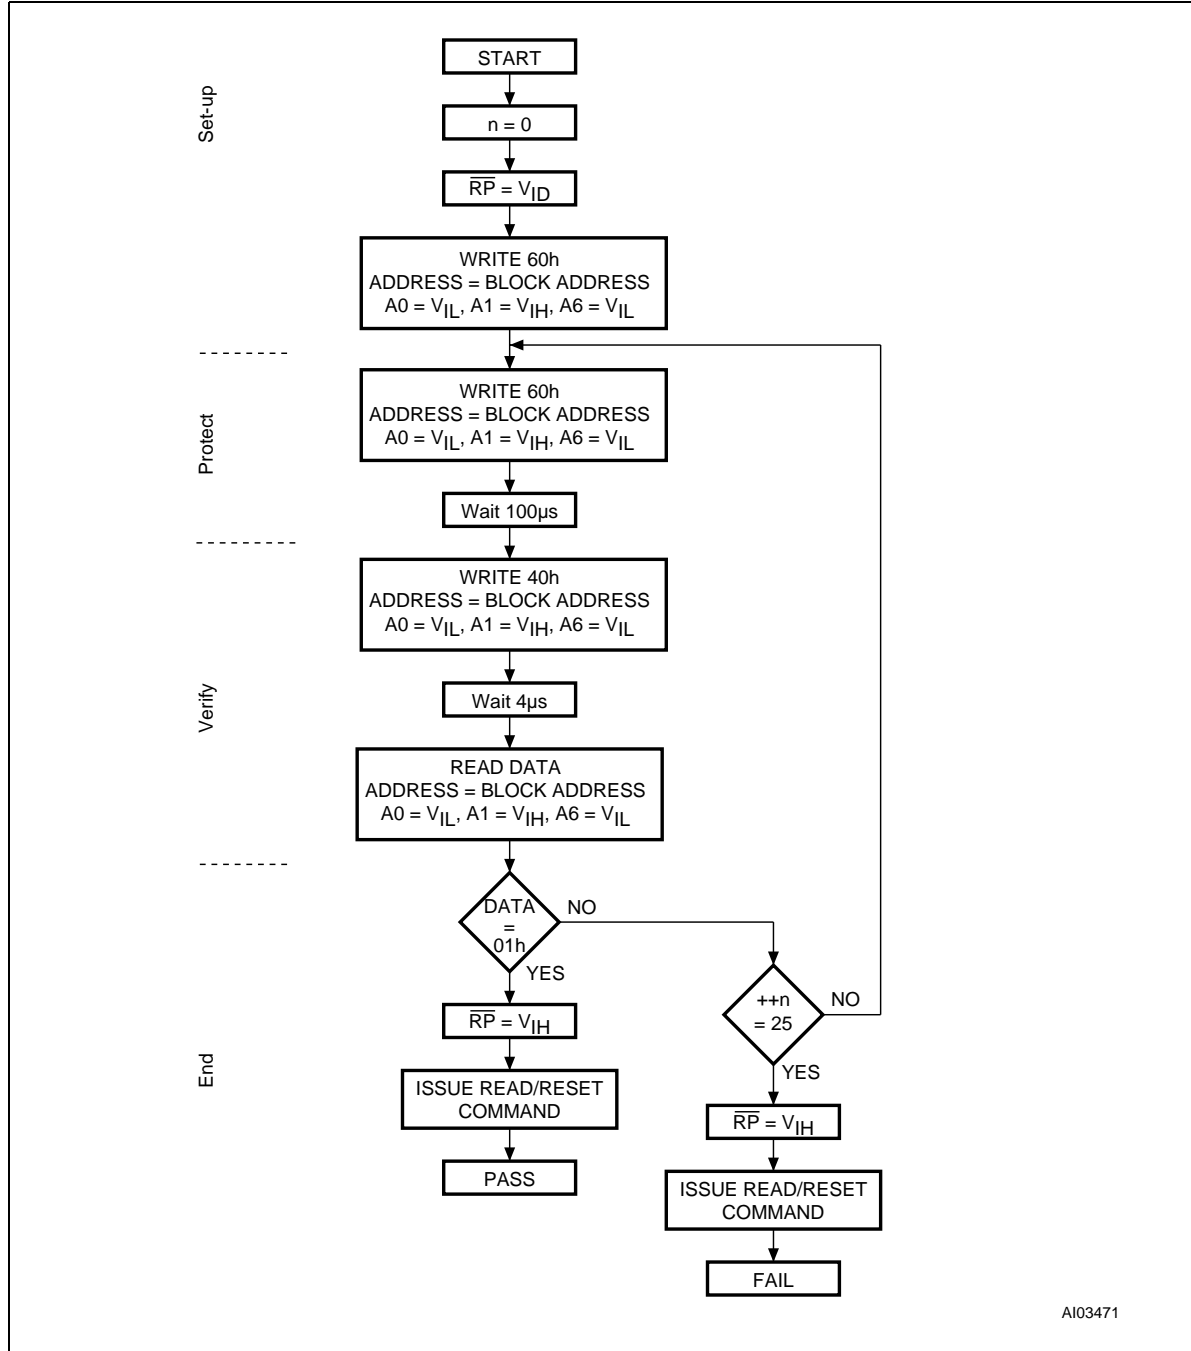 Set-up
START
n = 0
R̅P̅ = VID
WRITE 60h
ADDRESS = BLOCK ADDRESS
A0 = VIL, A1 = VIH, A6 = VIL
Protect
WRITE 60h
ADDRESS = BLOCK ADDRESS
A0 = VIL, A1 = VIH, A6 = VIL
Wait 100µs
Verify
WRITE 40h
ADDRESS = BLOCK ADDRESS
A0 = VIL, A1 = VIH, A6 = VIL
Wait 4µs
READ DATA
ADDRESS = BLOCK ADDRESS
A0 = VIL, A1 = VIH, A6 = VIL
End
DATA
=
01h
NO
YES
++n
= 25
NO
YES
R̅P̅ = VIH
ISSUE READ/RESET
COMMAND
PASS
R̅P̅ = VIH
ISSUE READ/RESET
COMMAND
FAIL
AI03471